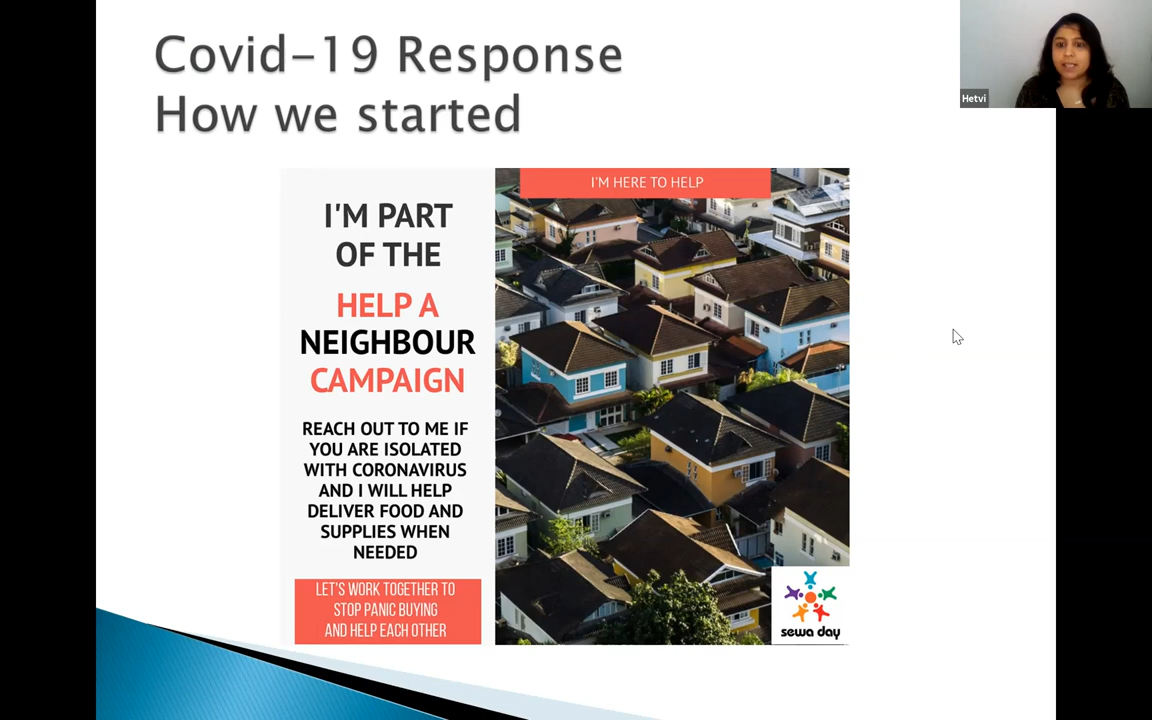 Covid-19 Response
How we started
Hetvi
I'M PART
OF THE
HELP A
NEIGHBOUR
CAMPAIGN
REACH OUT TO ME IF
YOU ARE ISOLATED
WITH CORONAVIRUS
AND I WILL HELP
DELIVER FOOD AND
SUPPLIES WHEN
NEEDED
LET'S WORK TOGETHER TO
STOP PANIC BUYING
AND HELP EACH OTHER
I'M HERE TO HELP
sewa day